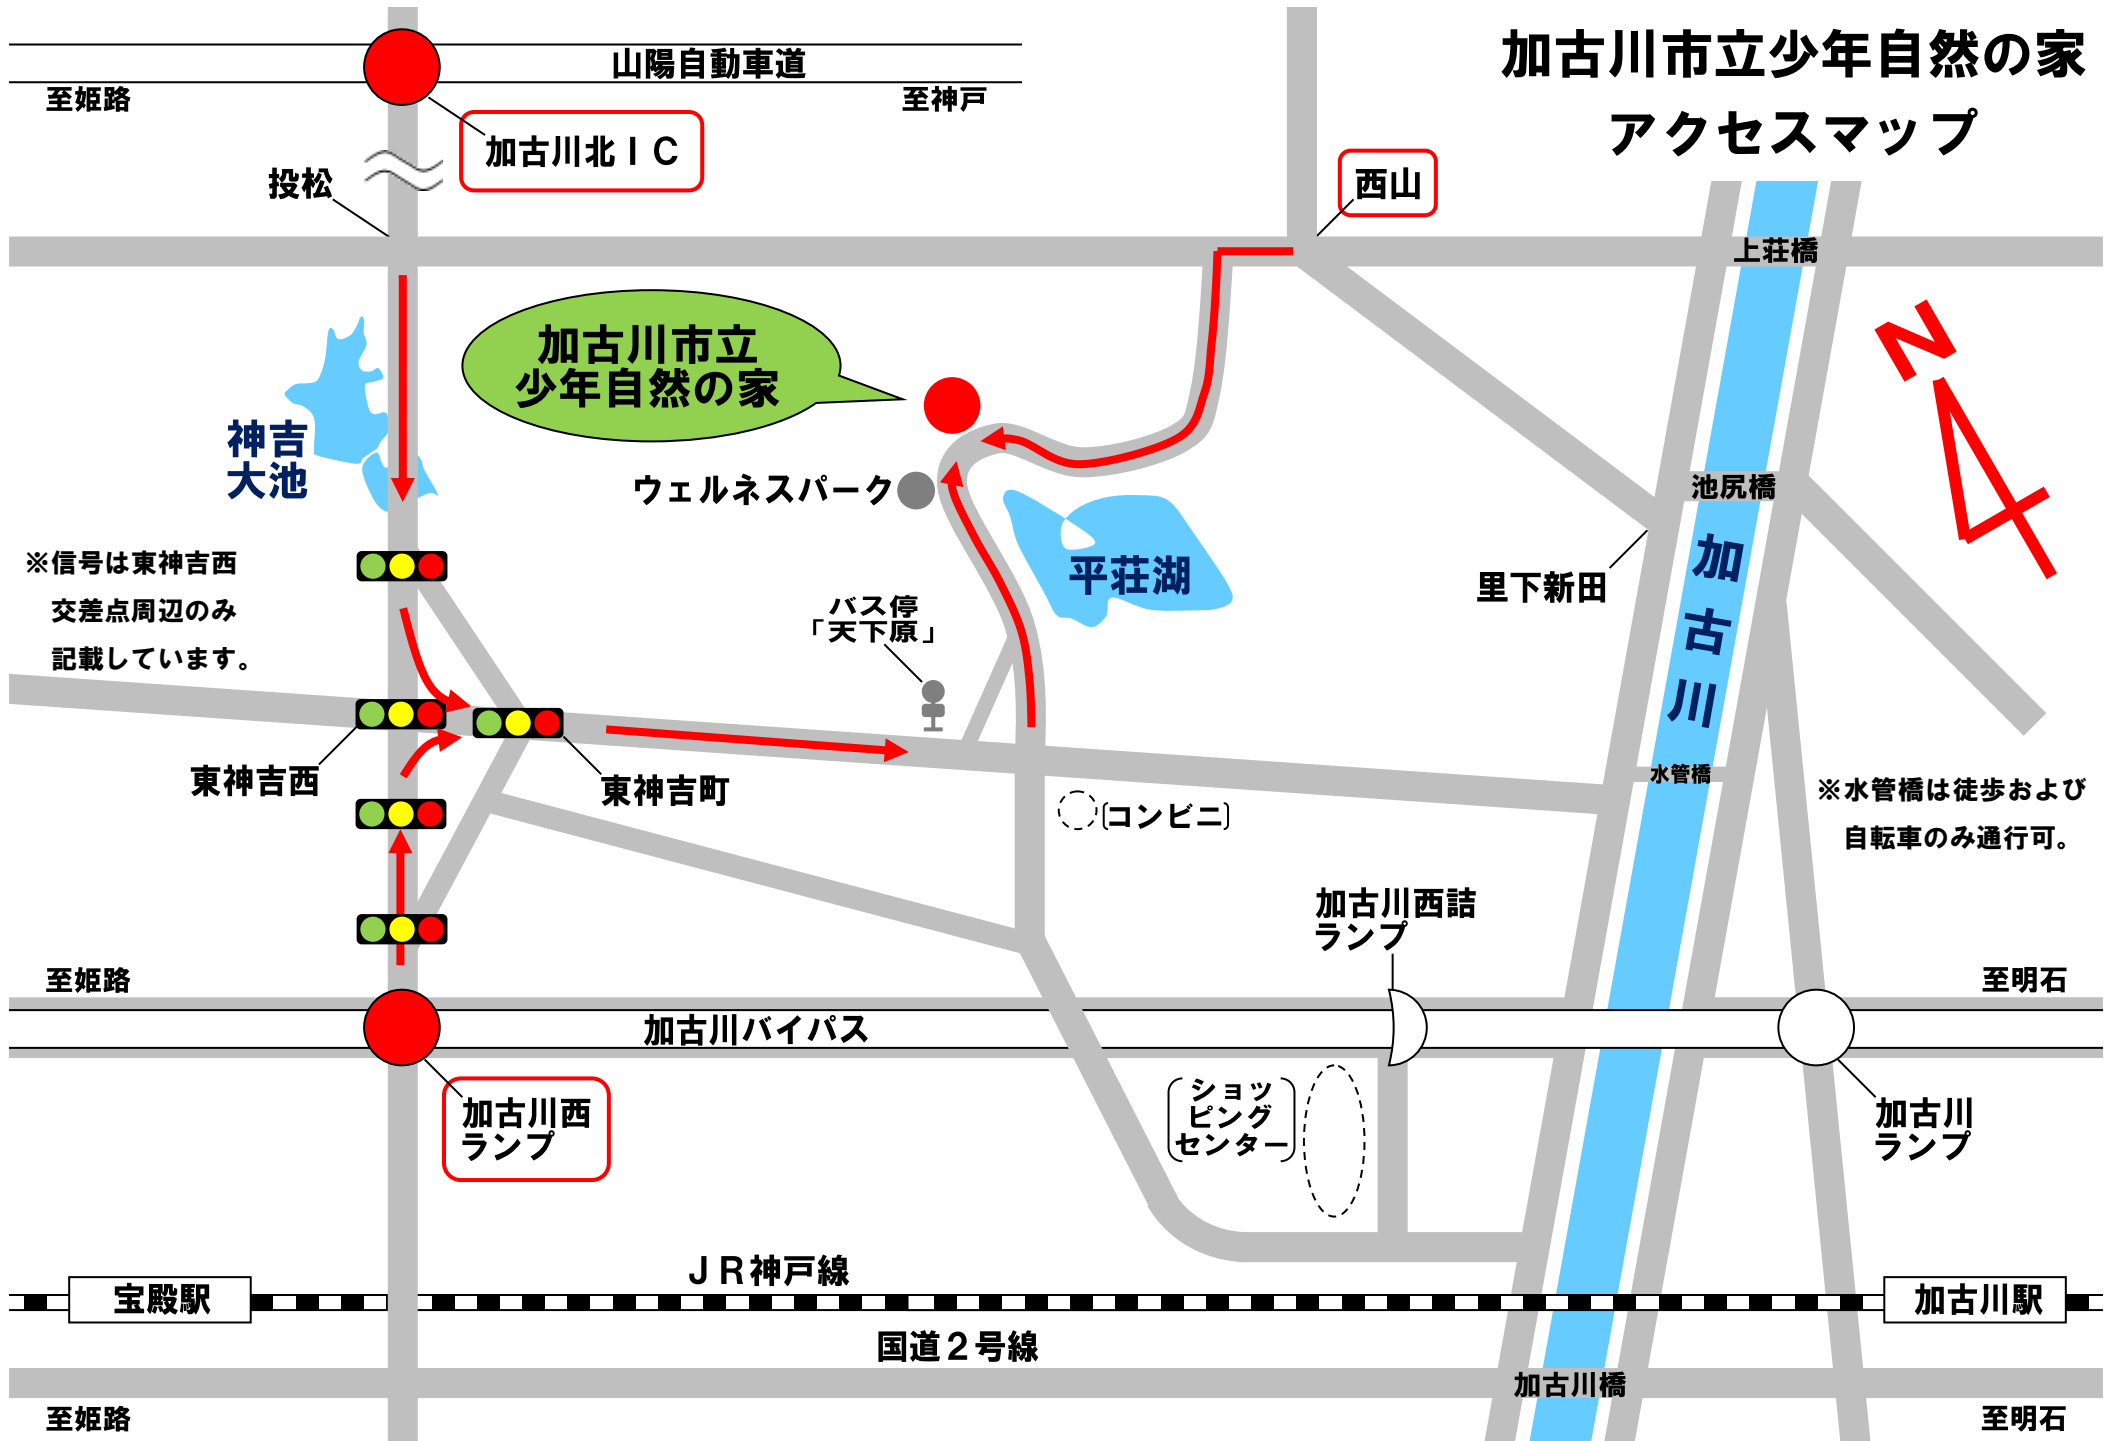 加古川市立少年自然の家
アクセスマップ
山陽自動車道
至姫路
至神戸
加古川北ＩＣ
投松
西山
上荘橋
N
加古川市立
少年自然の家
神吉
大池
ウェルネスパーク
池尻橋
平荘湖
加古川
里下新田
※信号は東神吉西
交差点周辺のみ
記載しています。
バス停
「天下原」
東神吉西
東神吉町
水管橋
※水管橋は徒歩および
自転車のみ通行可。
〔コンビニ〕
加古川西詰
ランプ
至姫路
至明石
加古川バイパス
加古川西
ランプ
ショッ
ピング
センター
加古川
ランプ
ＪＲ神戸線
宝殿駅
加古川駅
国道２号線
加古川橋
至姫路
至明石